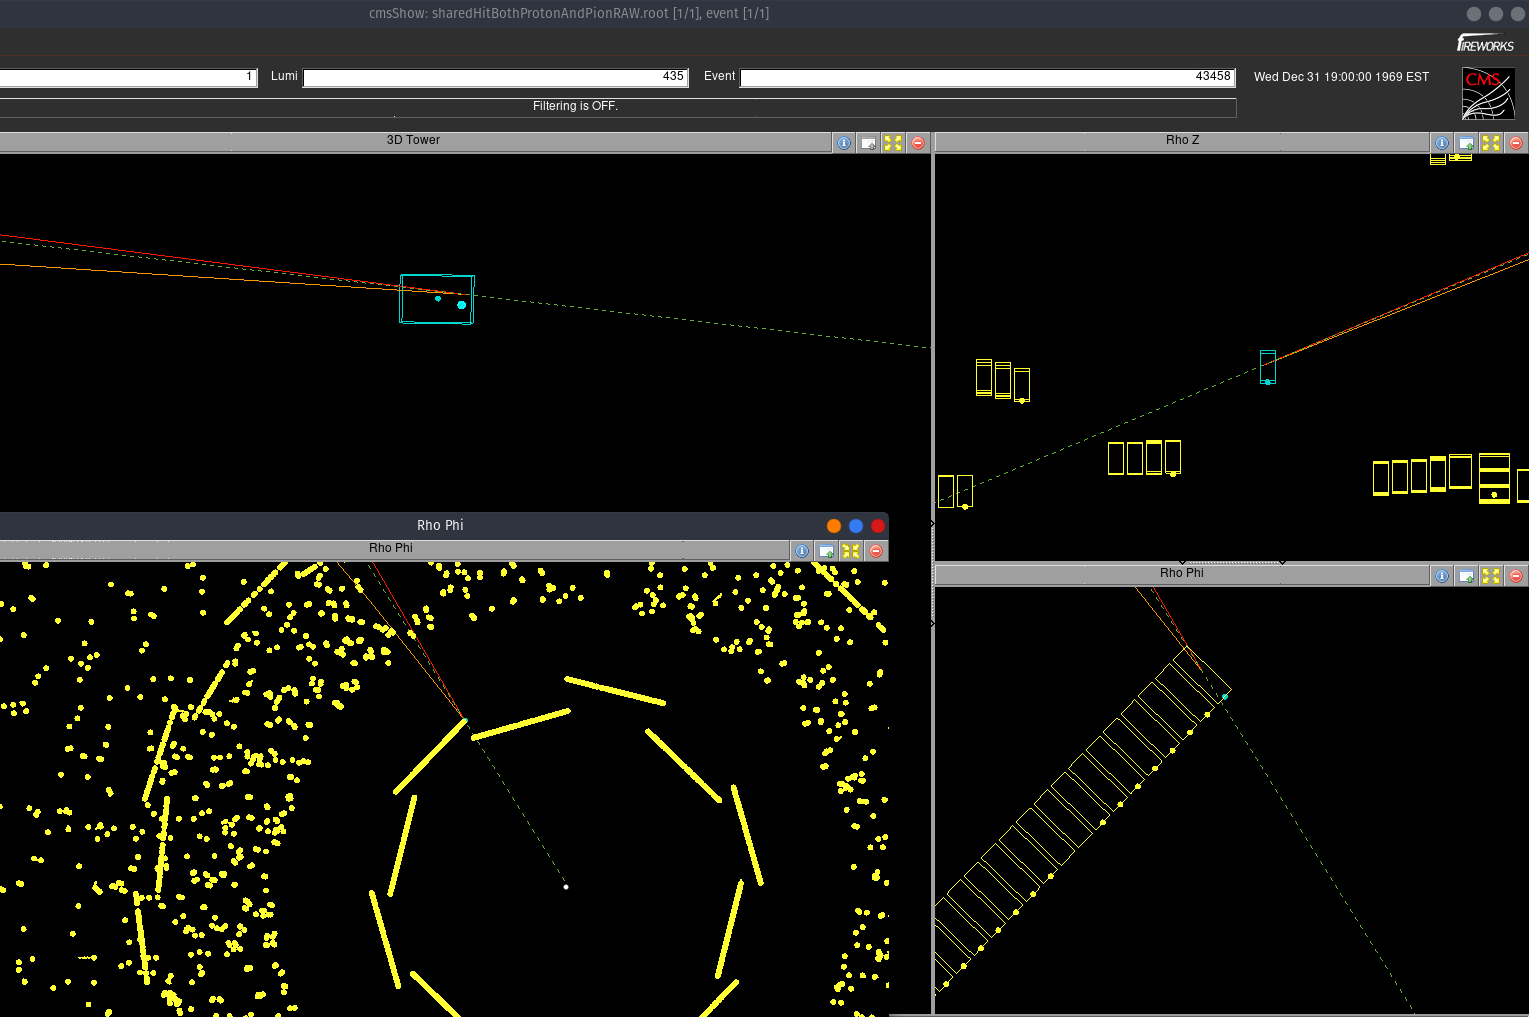 cmsShow: sharedHitBothProtonAndPionRAW.root [1/1], event [1/1]
FIREWORKS
1 Lumi 435 Event 43458 Wed Dec 31 19:00:00 1969 EST
CMS
Filtering is OFF.
3D Tower
Rho Z
Rho Phi
Rho Phi
Rho Phi